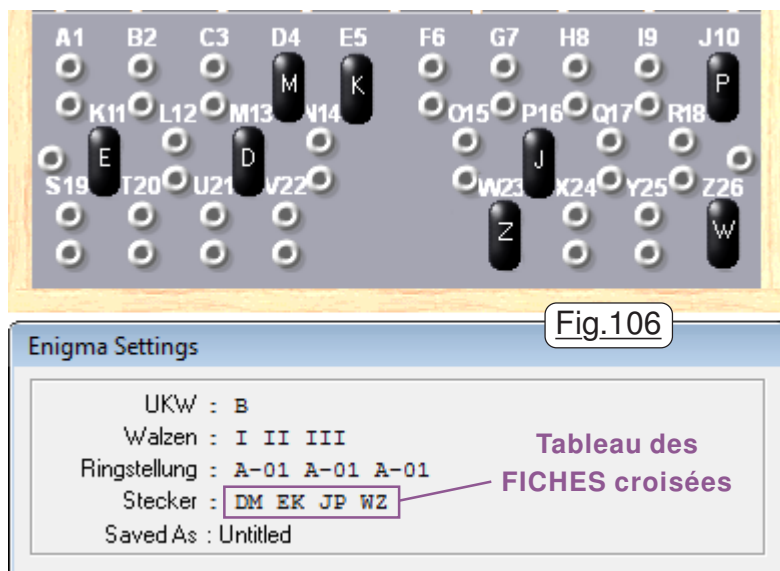 A1 B2 C3 D4 E5 F6 G7 H8 I9 J10
M K P
K11 L12 M13 N14 O15 P16 Q17 R18
E D J
S19 T20 U21 V22 W23 X24 Y25 Z26
Z W
Fig.106
Enigma Settings
UKW : B
Walzen : I II III
Ringstellung : A-01 A-01 A-01
Stecker : DM EK JP WZ
Saved As : Untitled
Tableau des
FICHES croisées